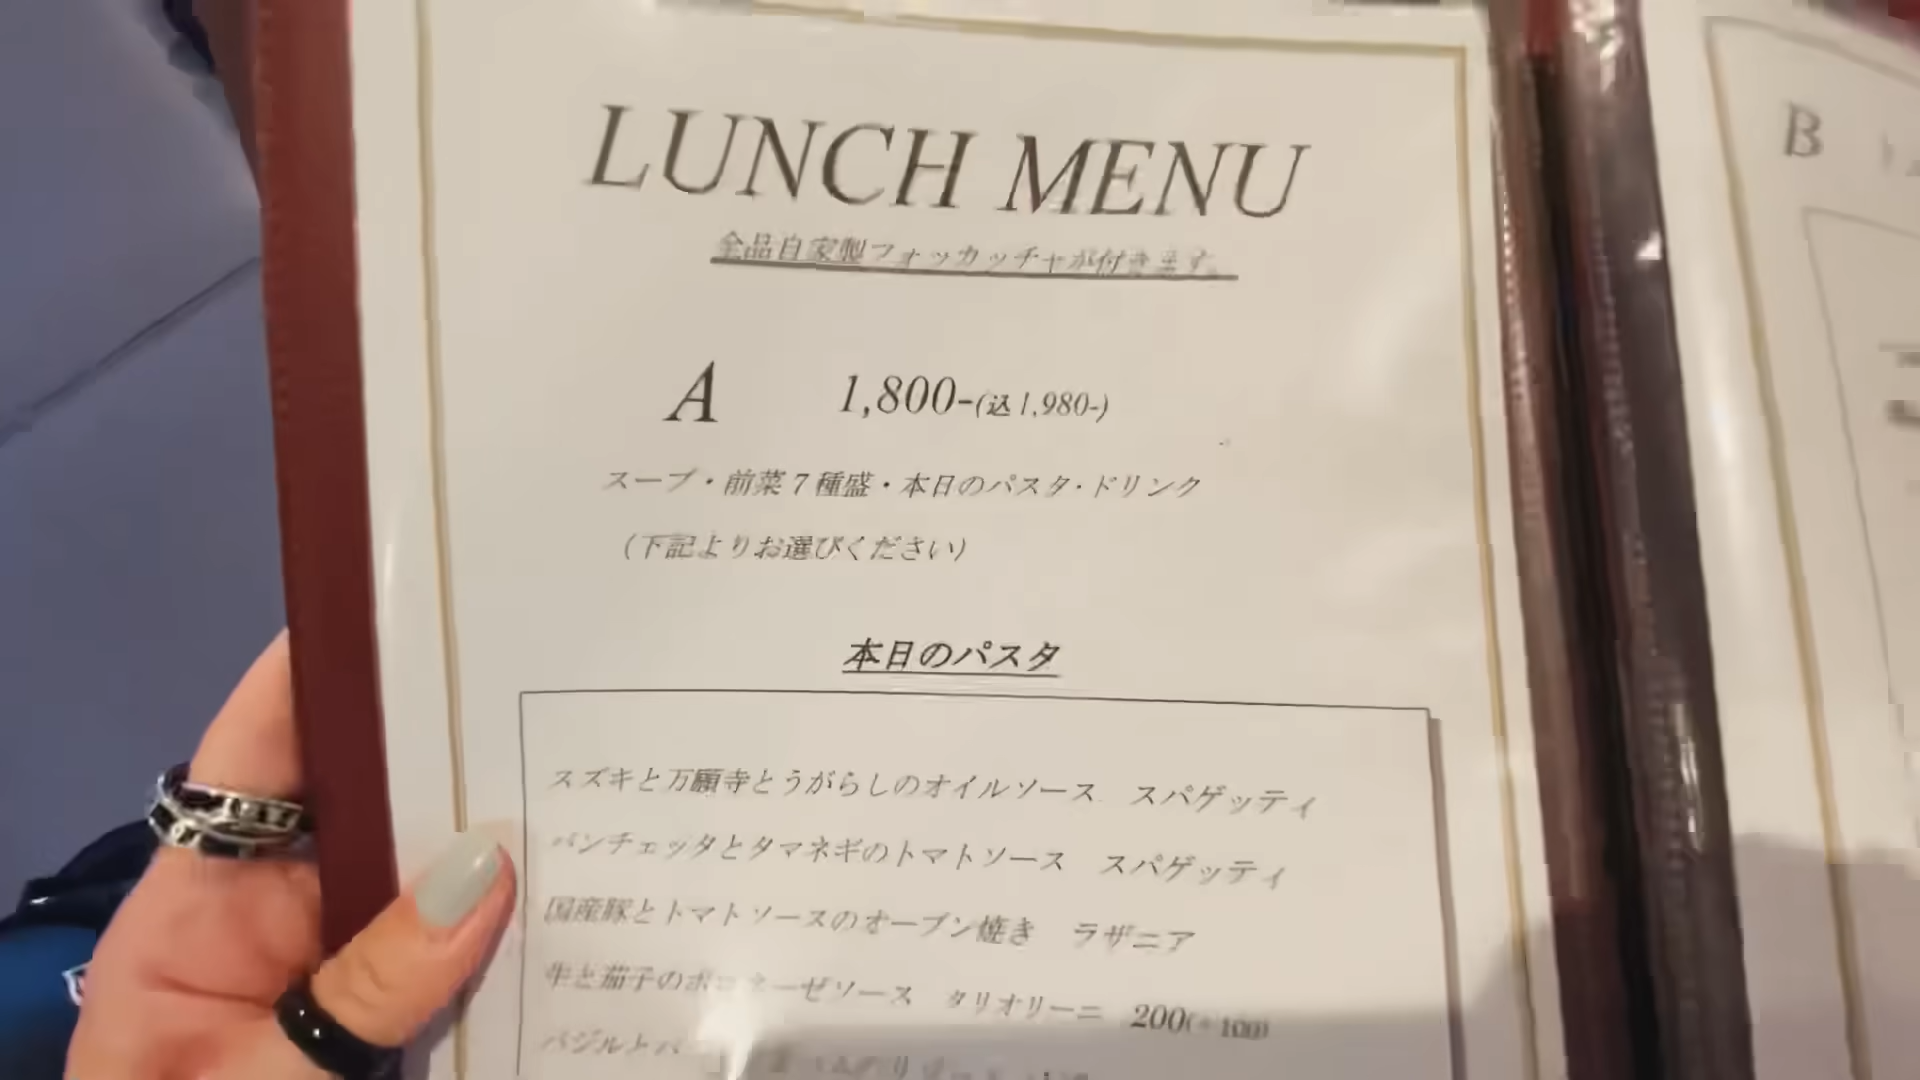 LUNCH MENU
全品自家製フォッカッチャが付きます。
A 1,800-(込1,980-)
スープ・前菜7種盛・本日のパスタ・ドリンク
(下記よりお選びください)
本日のパスタ
スズキと万願寺とうがらしのオイルソース スパゲッティ
パンチェッタとタマネギのトマトソース スパゲッティ
国産豚とトマトソースのオーブン焼き ラザニア
牛と茄子のボロネーゼソース タリオリーニ 200
バジルと
B